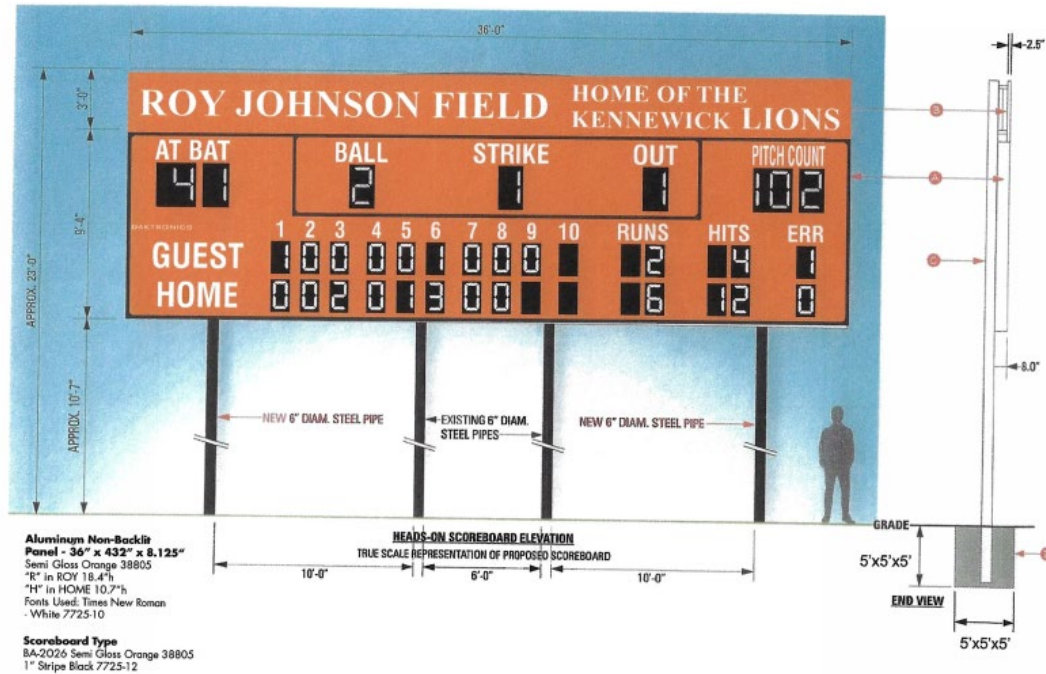 36'-0"
2.5"
3'-0"
ROY JOHNSON FIELD
HOME OF THE
KENNEWICK LIONS
B
AT BAT
BALL
STRIKE
OUT
PITCH COUNT
41
2
1
1
102
A
9'-4"
APPROX. 23'-0"
DAKTRONICS
1 2 3 4 5 6 7 8 9 10 RUNS HITS ERR
GUEST 1 0 0 0 0 1 0 0 0 2 4 1
HOME 0 0 2 0 1 3 0 0 6 12 0
C
8.0"
APPROX. 10'-7"
NEW 6" DIAM. STEEL PIPE
EXISTING 6" DIAM.
STEEL PIPES
NEW 6" DIAM. STEEL PIPE
GRADE
5'x5'x5'
END VIEW
5'x5'x5'
10'-0"
6'-0"
10'-0"
HEADS-ON SCOREBOARD ELEVATION
TRUE SCALE REPRESENTATION OF PROPOSED SCOREBOARD
Aluminum Non-Backlit
Panel - 36" x 432" x 8.125"
Semi Gloss Orange 38805
"R" in ROY 18.4"h
"H" in HOME 10.7"h
Fonts Used: Times New Roman
- White 7725-10
Scoreboard Type
BA-2026 Semi Gloss Orange 38805
1" Stripe Black 7725-12